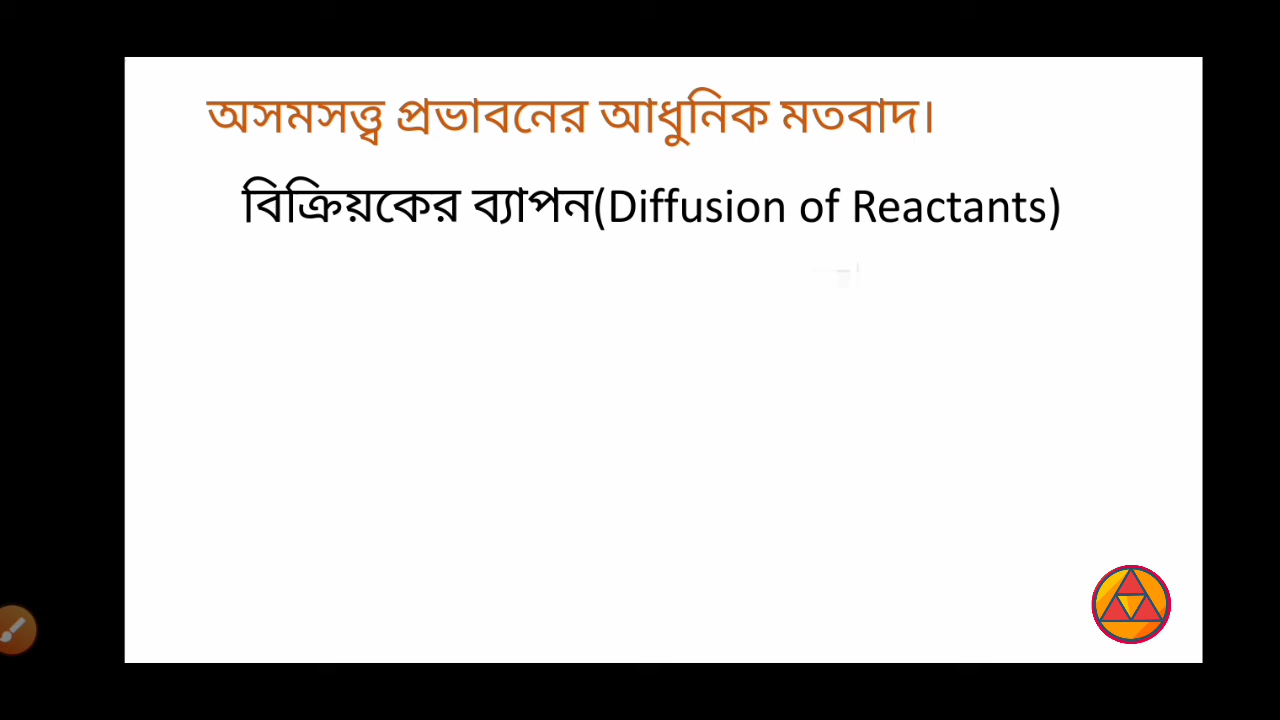 অসমসত্ত্ব প্রভাবনের আধুনিক মতবাদ।
বিক্রিয়কের ব্যাপন(Diffusion of Reactants)